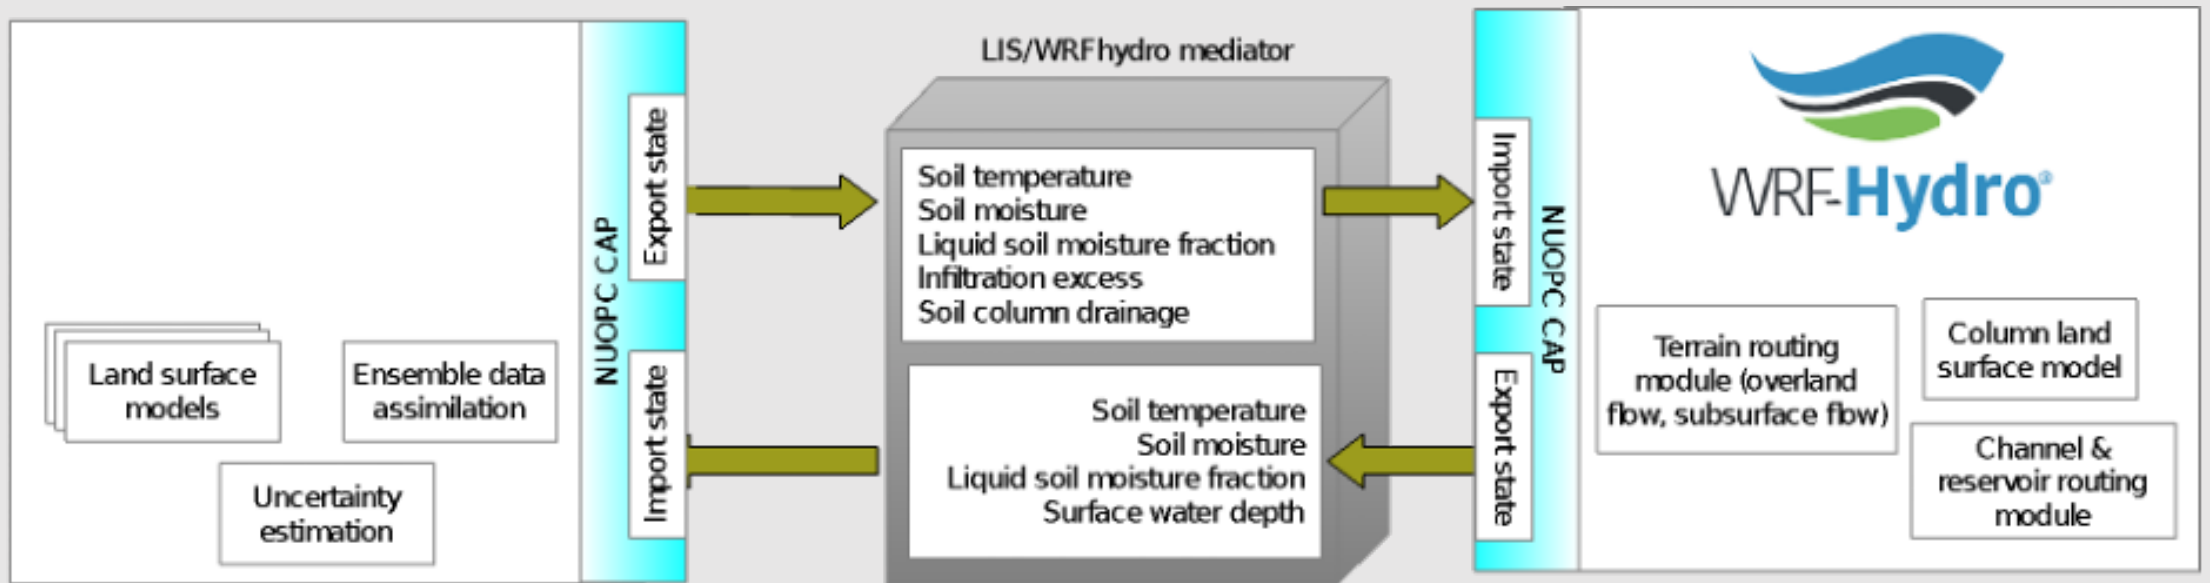 LIS/WRFhydro mediator
NUOPC CAP
Export state
Import state
Land surface
models
Ensemble data
assimilation
Uncertainty
estimation
Soil temperature
Soil moisture
Liquid soil moisture fraction
Infiltration excess
Soil column drainage
Soil temperature
Soil moisture
Liquid soil moisture fraction
Surface water depth
Import state
Export state
NUOPC CAP
WRF-Hydro®
Terrain routing
module (overland
flow, subsurface flow)
Column land
surface model
Channel &
reservoir routing
module